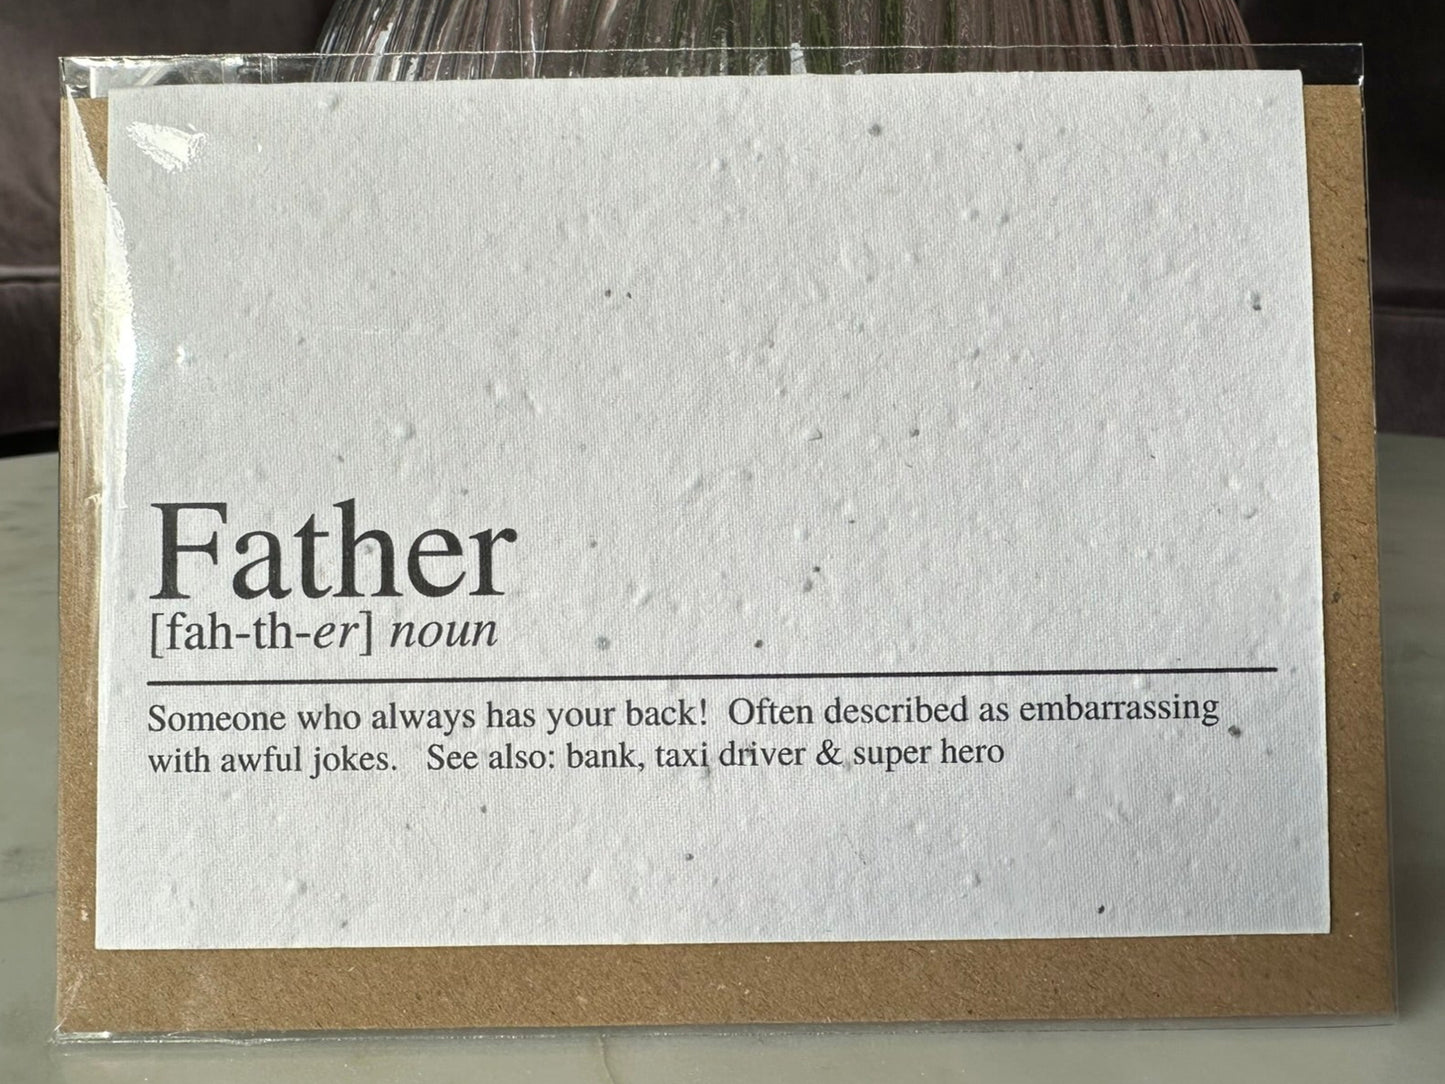 Father
[fah-th-er] noun
Someone who always has your back!  Often described as embarrassing
with awful jokes.   See also: bank, taxi driver & super hero